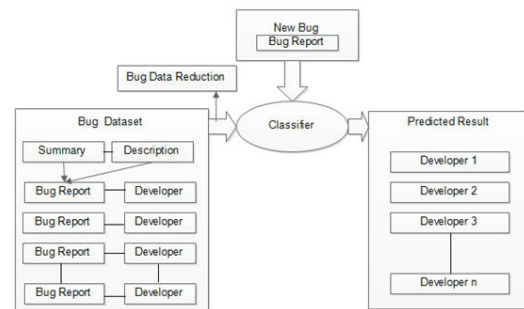 New Bug
Bug Report
Bug Data Reduction
Bug Dataset
Classifier
Predicted Result
Summary
Description
Developer 1
Bug Report
Developer
Developer 2
Bug Report
Developer
Developer 3
Bug Report
Developer
Bug Report
Developer
Developer n